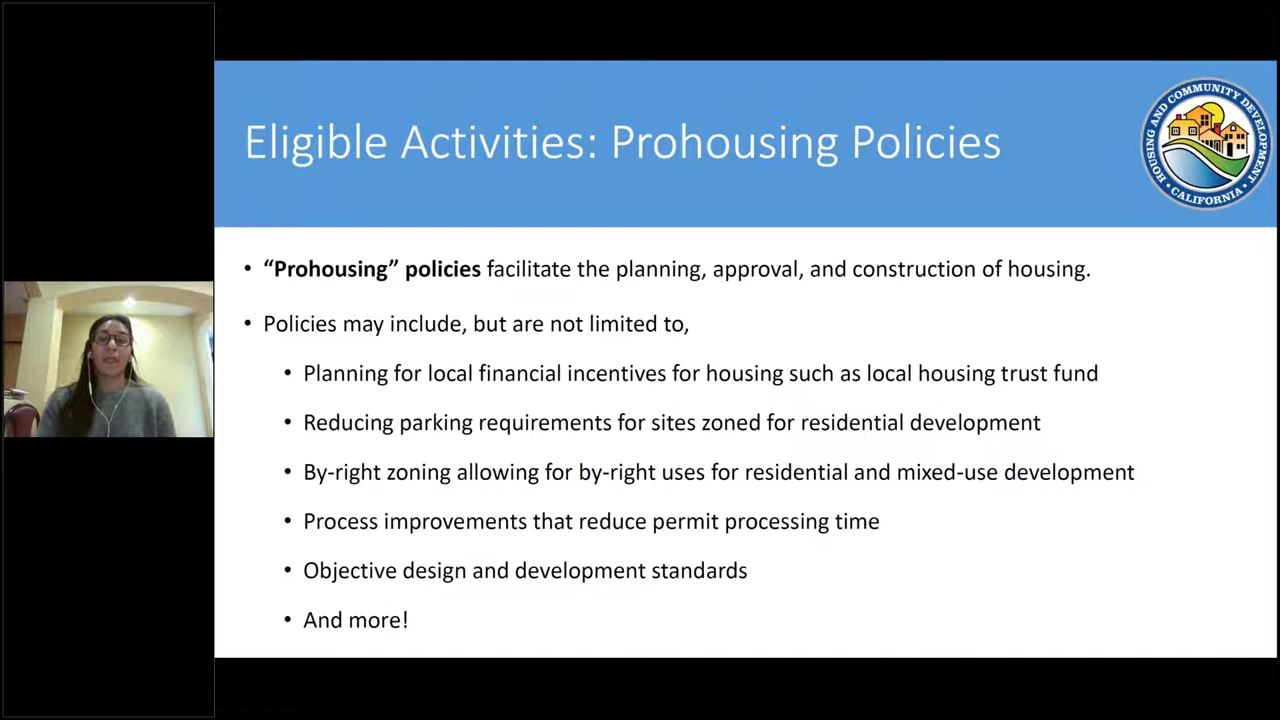 Eligible Activities: Prohousing Policies
HOUSING AND COMMUNITY DEVELOPMENT
• CALIFORNIA •
• “Prohousing” policies facilitate the planning, approval, and construction of housing.
• Policies may include, but are not limited to,
• Planning for local financial incentives for housing such as local housing trust fund
• Reducing parking requirements for sites zoned for residential development
• By-right zoning allowing for by-right uses for residential and mixed-use development
• Process improvements that reduce permit processing time
• Objective design and development standards
• And more!